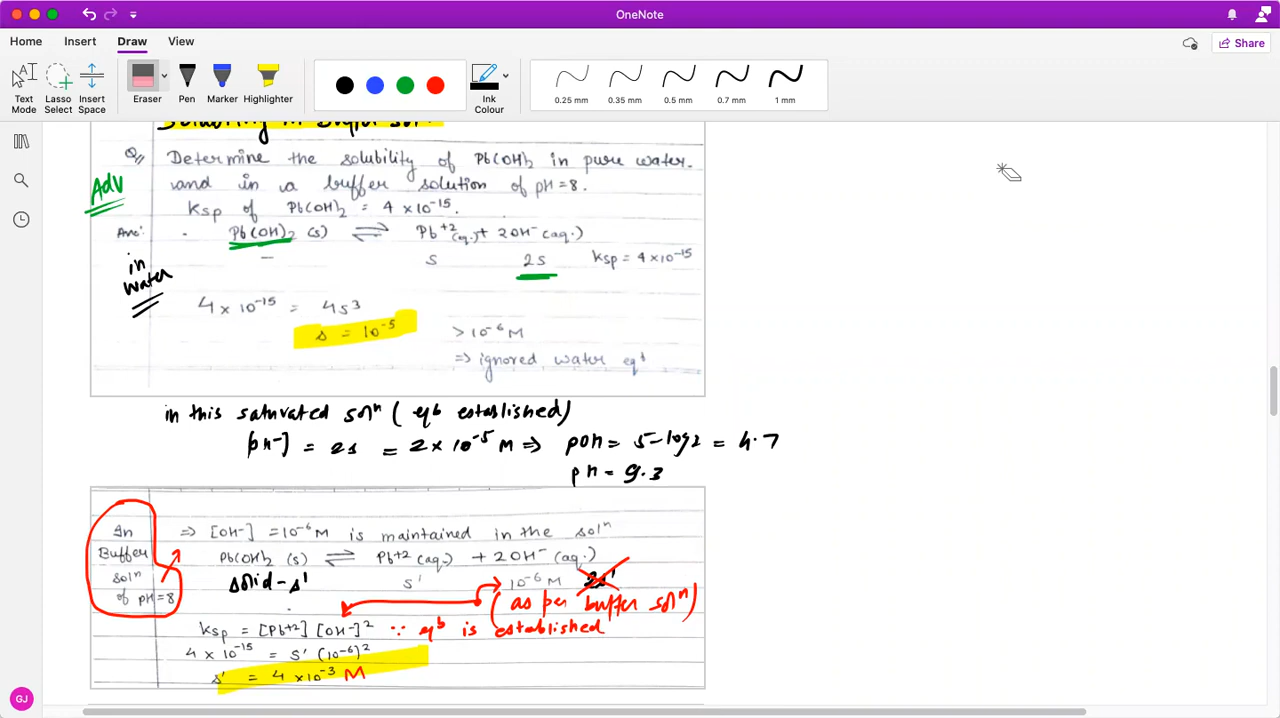 OneNote
Home Insert Draw View
Share
Text Mode
Lasso Select
Insert Space
Eraser
Pen
Marker
Highlighter
Ink Colour
0.25 mm
0.35 mm
0.5 mm
0.7 mm
1 mm
Solubility in Buffer solⁿ
Q// Determine the solubility of Pb(OH)₂ in pure water
Adv
and in a buffer solution of pH=8.
Ksp of Pb(OH)₂ = 4 × 10⁻¹⁵.
Ans: Pb(OH)₂ (s) ⇌ Pb⁺²(aq.) + 2OH⁻ (aq.)
in water
– s 2s Ksp = 4×10⁻¹⁵
4 × 10⁻¹⁵ = 4s³
s = 10⁻⁵ > 10⁻⁶ M
⇒ ignored water eqᵇ
in this saturated solⁿ ( eqᵇ established)
[OH⁻] = 2s = 2× 10⁻⁵ M ⇒ pOH = 5–log2 = 4.7
pH = 9.3
In Buffer solⁿ of pH=8
⇒ [OH⁻] = 10⁻⁶ M is maintained in the solⁿ
Pb(OH)₂ (s) ⇌ Pb⁺² (aq.) + 2OH⁻ (aq.)
solid-s' s' 10⁻⁶ M 2s'
(as per buffer solⁿ)
Ksp = [Pb⁺²] [OH⁻]² ∵ eqᵇ is established
4 × 10⁻¹⁵ = s' (10⁻⁶)²
s' = 4 × 10⁻³ M
GJ